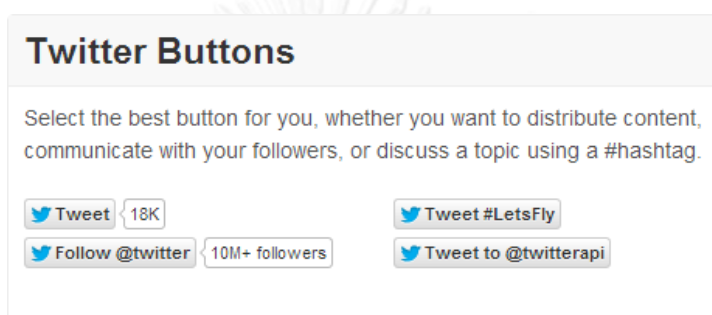 Twitter Buttons
Select the best button for you, whether you want to distribute content,
communicate with your followers, or discuss a topic using a #hashtag.
Tweet 18K Tweet #LetsFly
Follow @twitter 10M+ followers Tweet to @twitterapi